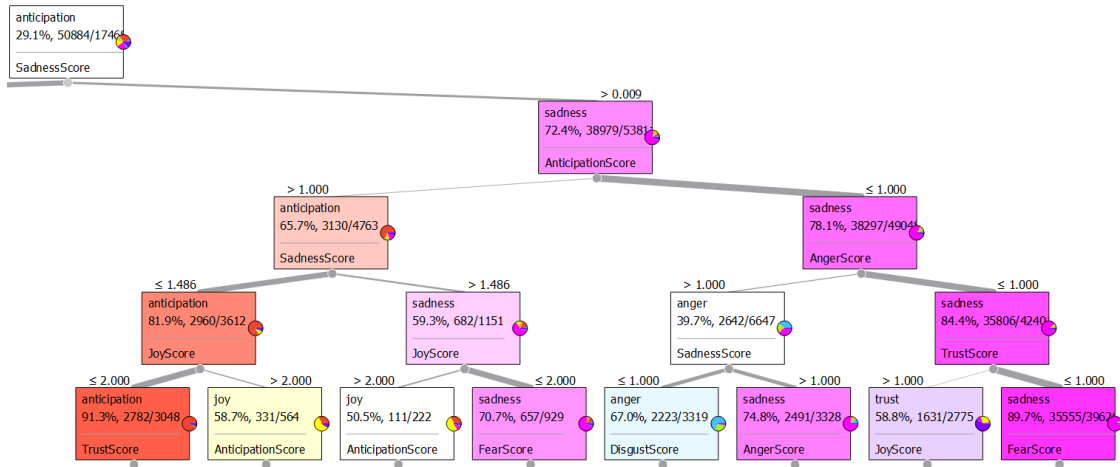 anticipation
29.1%, 50884/1746
SadnessScore
> 0.009
sadness
72.4%, 38979/5381
AnticipationScore
> 1.000
≤ 1.000
anticipation
65.7%, 3130/4763
SadnessScore
sadness
78.1%, 38297/4904
AngerScore
≤ 1.486
> 1.486
> 1.000
≤ 1.000
anticipation
81.9%, 2960/3612
JoyScore
sadness
59.3%, 682/1151
JoyScore
anger
39.7%, 2642/6647
SadnessScore
sadness
84.4%, 35806/4240
TrustScore
≤ 2.000
> 2.000
> 2.000
≤ 2.000
≤ 1.000
> 1.000
> 1.000
≤ 1.000
anticipation
91.3%, 2782/3048
TrustScore
joy
58.7%, 331/564
AnticipationScore
joy
50.5%, 111/222
AnticipationScore
sadness
70.7%, 657/929
FearScore
anger
67.0%, 2223/3319
DisgustScore
sadness
74.8%, 2491/3328
AngerScore
trust
58.8%, 1631/2775
JoyScore
sadness
89.7%, 35555/3962
FearScore